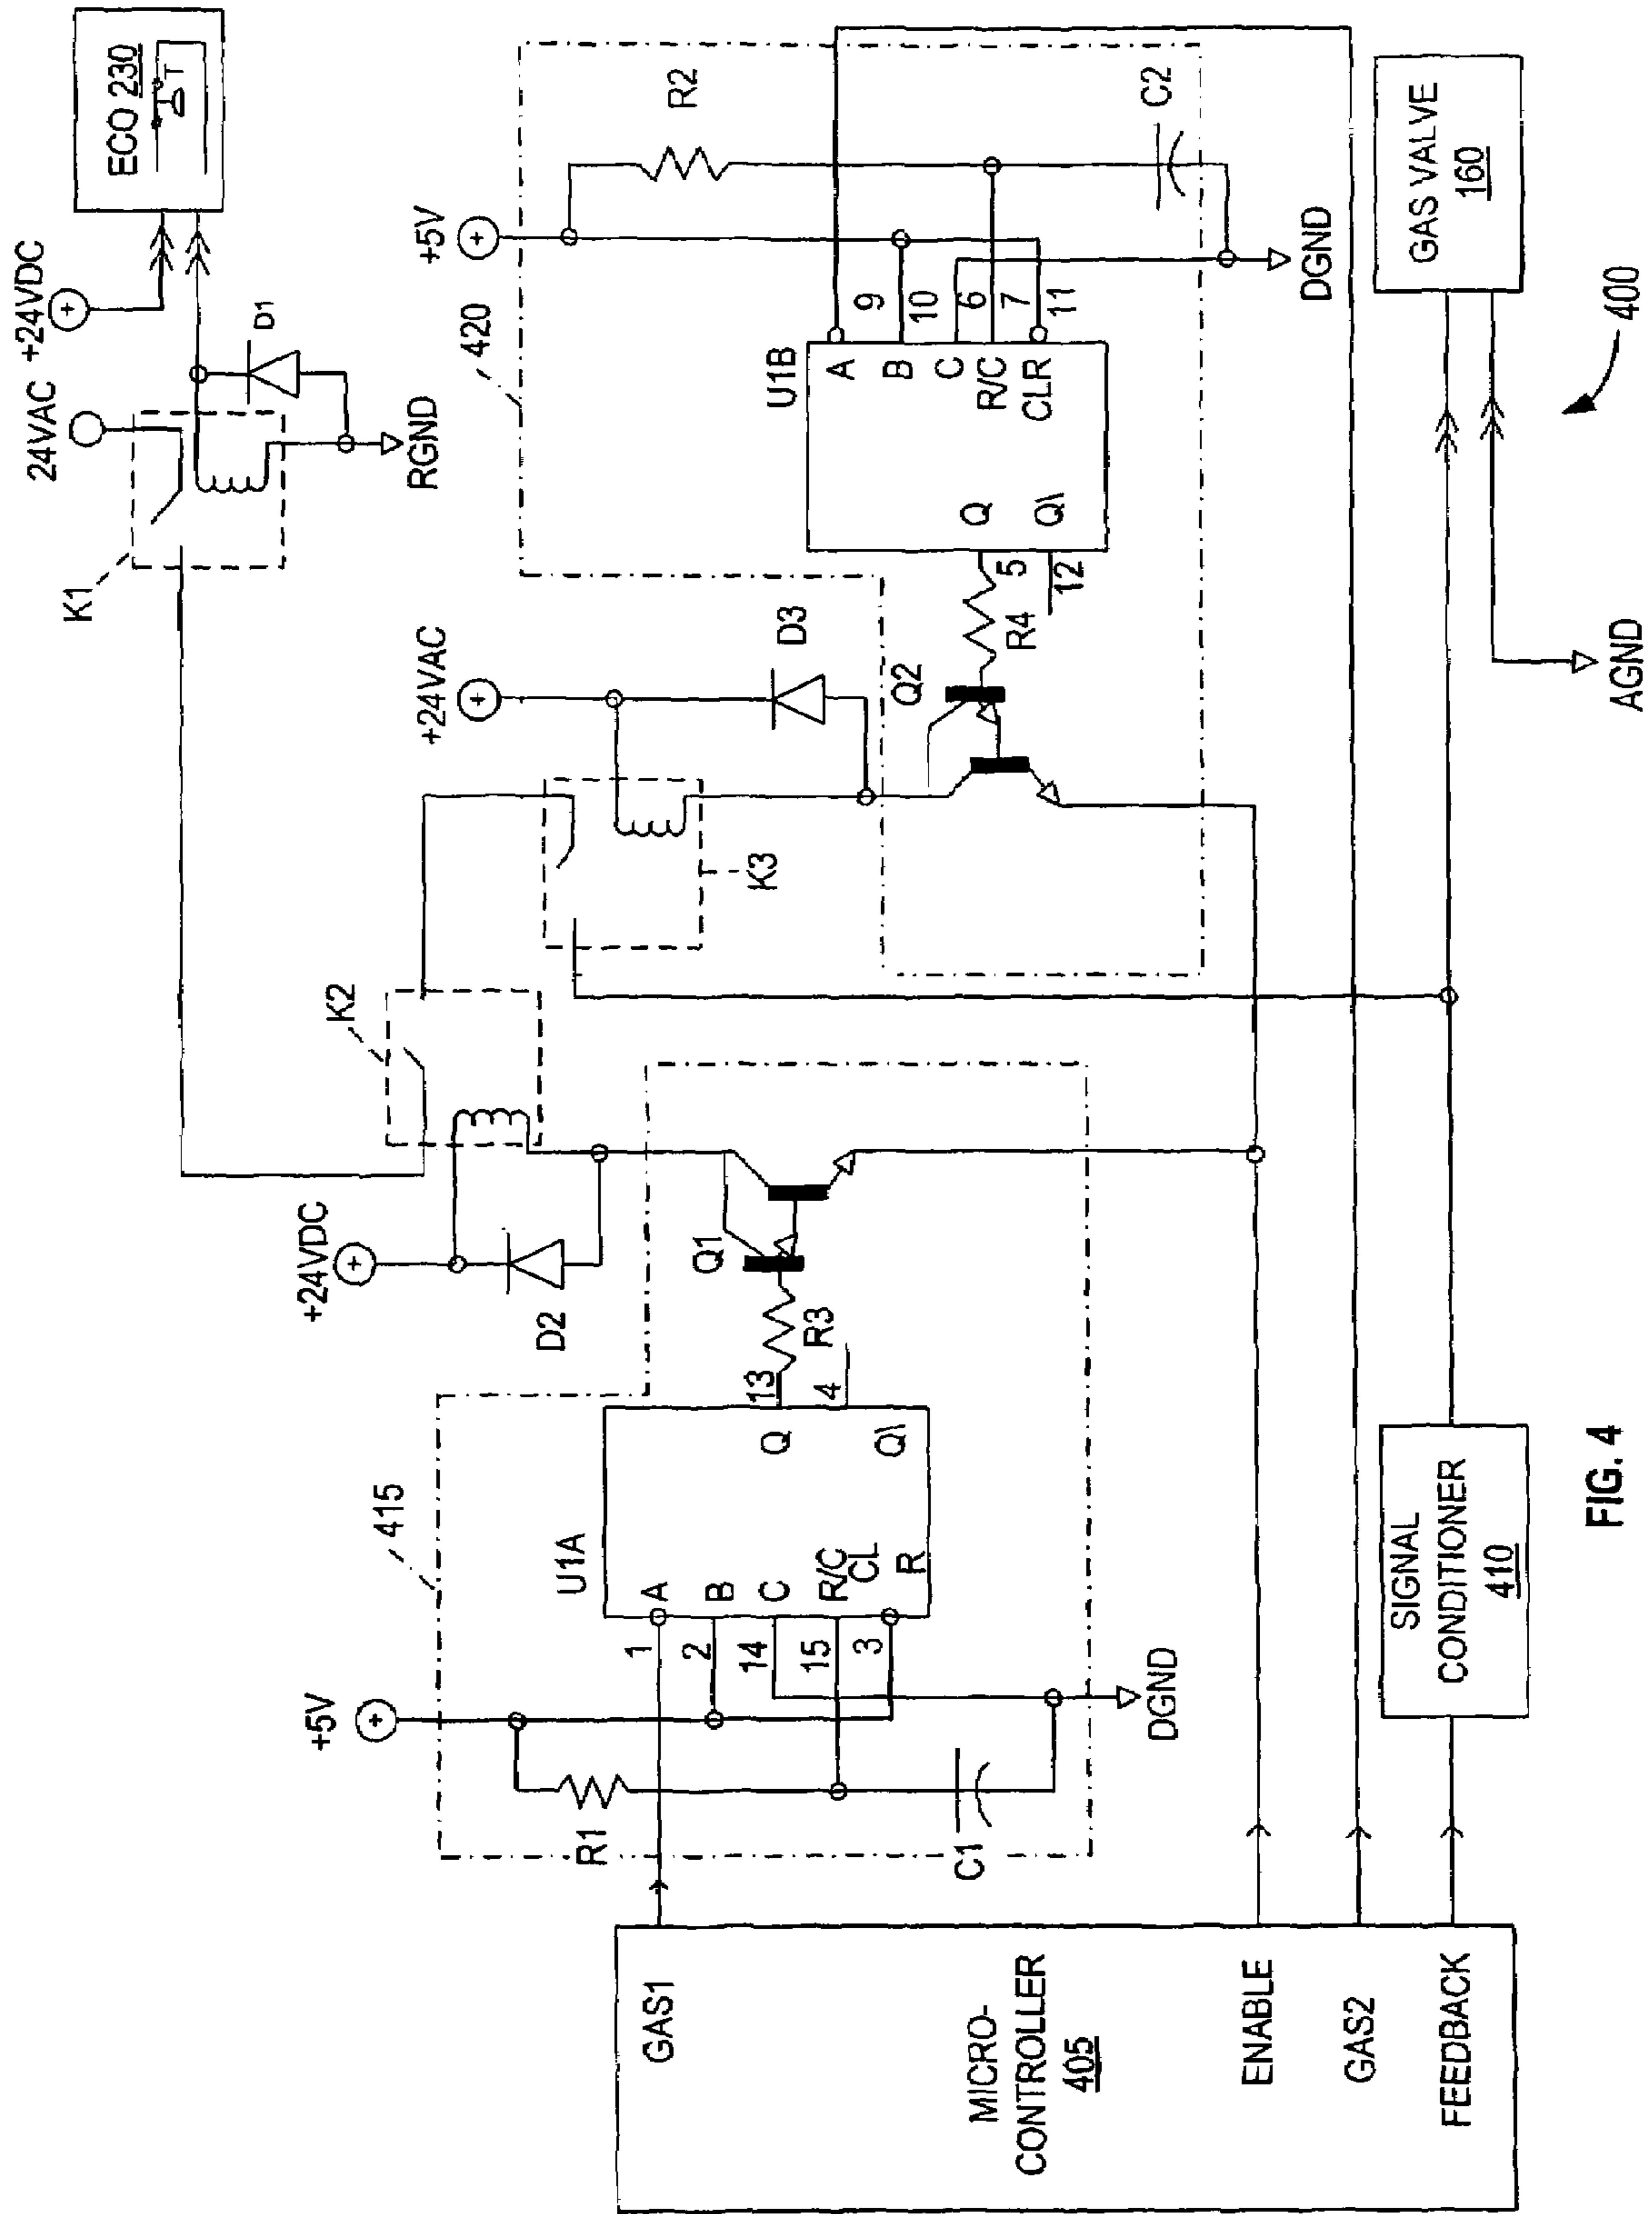 24VAC
+24VDC
ECO 230
T
K1
D1
RGND
+5V
420
R2
C2
U1B
A
B
C
R/C
CLR
9
10
6
7
11
Q
Q\
5
12
R4
Q2
DGND
+24VAC
D3
K3
K2
+24VDC
D2
Q1
R3
13
4
415
U1A
A
B
C
R/C
CL
R
Q
Q\
1
2
14
15
3
+5V
R1
C1
DGND
GAS1
MICRO-
CONTROLLER
405
ENABLE
GAS2
FEEDBACK
SIGNAL
CONDITIONER
410
GAS VALVE
160
AGND
400
FIG. 4